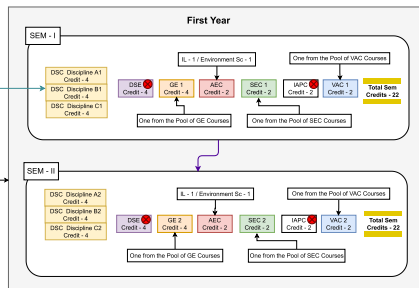 First Year
SEM - I
IL - 1 / Environment Sc - 1
One from the Pool of VAC Courses
DSC Discipline A1
Credit - 4
DSC Discipline B1
Credit - 4
DSC Discipline C1
Credit - 4
DSE
Credit - 4
GE 1
Credit - 4
AEC
Credit - 2
SEC 1
Credit - 2
IAPC
Credit - 2
VAC 1
Credit - 2
Total Sem
Credits - 22
One from the Pool of GE Courses
One from the Pool of SEC Courses
SEM - II
IL - 1 / Environment Sc - 1
One from the Pool of VAC Courses
DSC Discipline A2
Credit - 4
DSC Discipline B2
Credit - 4
DSC Discipline C2
Credit - 4
DSE
Credit - 4
GE 2
Credit - 4
AEC
Credit - 2
SEC 2
Credit - 2
IAPC
Credit - 2
VAC 2
Credit - 2
Total Sem
Credits - 22
One from the Pool of GE Courses
One from the Pool of SEC Courses